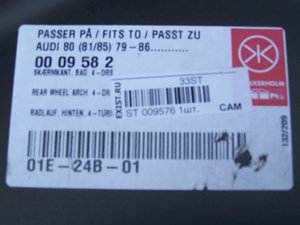 PASSER PÅ / FITS TO / PASST ZU
AUDI 80 (81/85) 79-86...........
00 09 58 2
SKÆRMKANT, BAG, 4-DRS
REAR WHEEL ARCH, 4-DR
RADLAUF, HINTEN, 4-TÜRI
EXIST.RU
33ST
ST 009576 1шт.
CAM
132/209
01E-24B-01